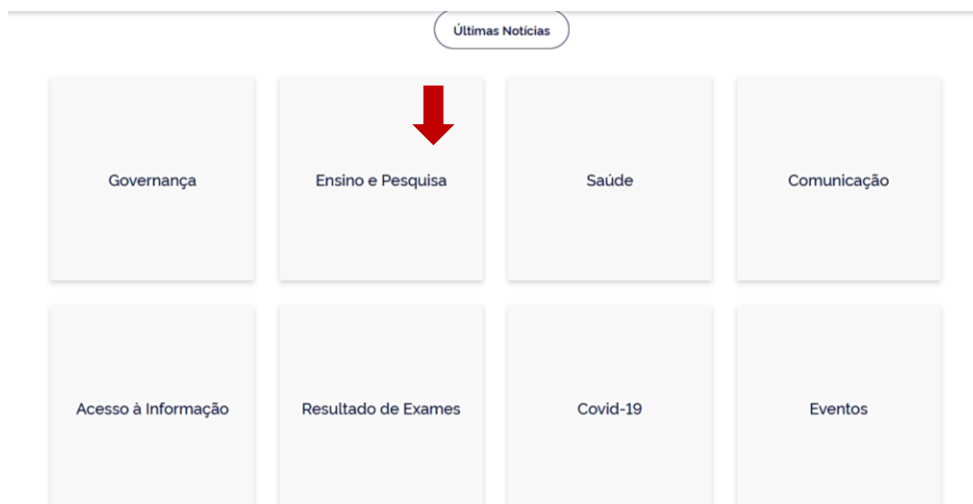 Últimas Notícias
Governança
Ensino e Pesquisa
Saúde
Comunicação
Acesso à Informação
Resultado de Exames
Covid-19
Eventos